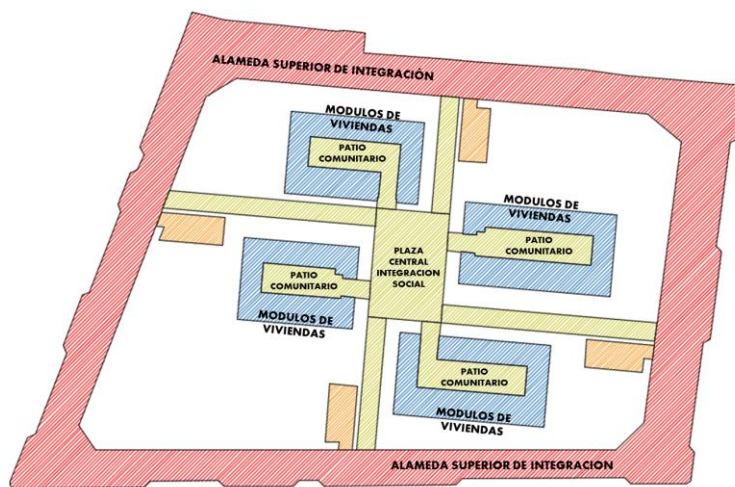 ALAMEDA SUPERIOR DE INTEGRACIÓN
MODULOS DE
VIVIENDAS
PATIO
COMUNITARIO
MODULOS DE
VIVIENDAS
PATIO
COMUNITARIO
PLAZA
CENTRAL
INTEGRACION
SOCIAL
PATIO
COMUNITARIO
MODULOS DE
VIVIENDAS
PATIO
COMUNITARIO
MODULOS DE
VIVIENDAS
ALAMEDA SUPERIOR DE INTEGRACION